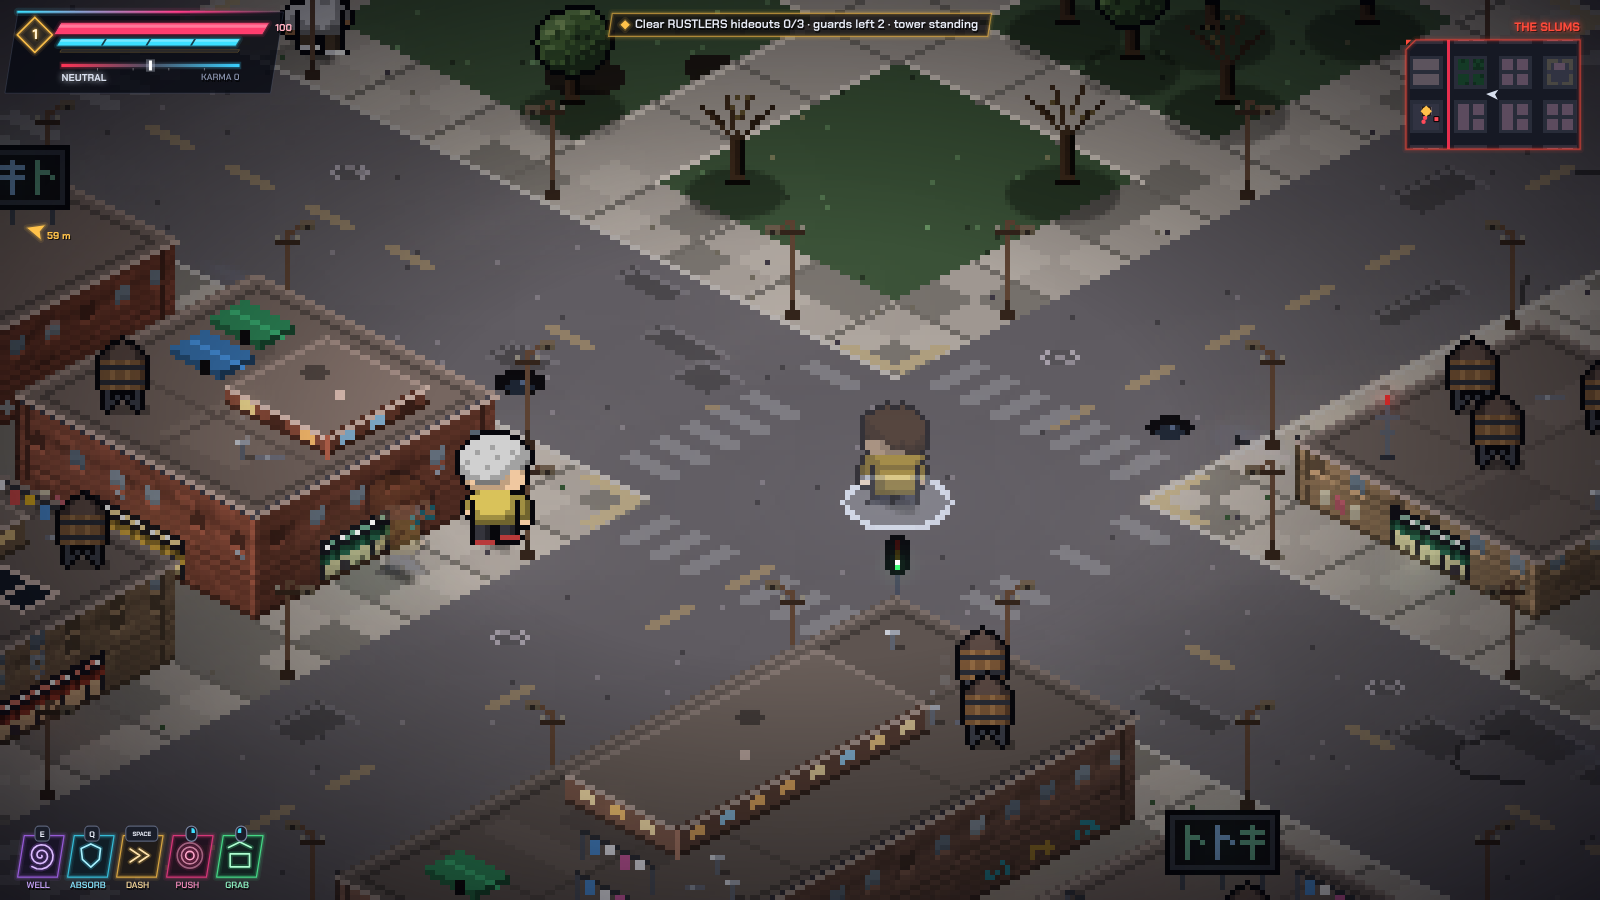 1
100
NEUTRAL
KARMA 0
Clear RUSTLERS hideouts 0/3 · guards left 2 · tower standing
THE SLUMS
59 m
E
Q
SPACE
WELL
ABSORB
DASH
PUSH
GRAB